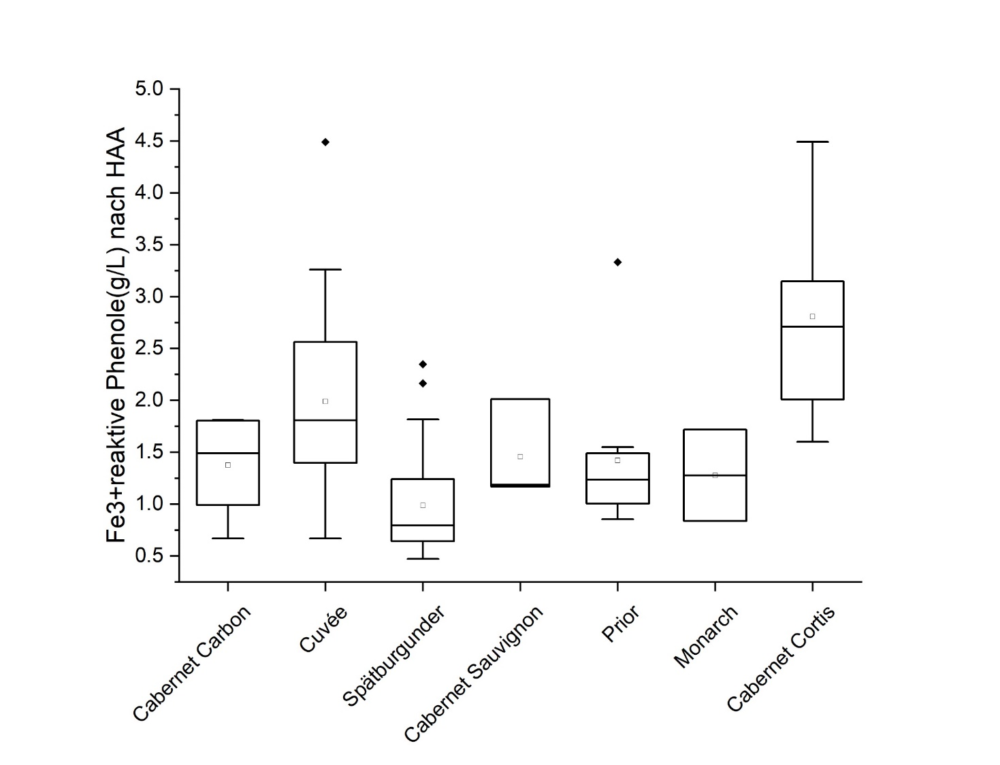 Fe3+reaktive Phenole(g/L) nach HAA
5.0
4.5
4.0
3.5
3.0
2.5
2.0
1.5
1.0
0.5
Cabernet Carbon
Cuvée
Spätburgunder
Cabernet Sauvignon
Prior
Monarch
Cabernet Cortis